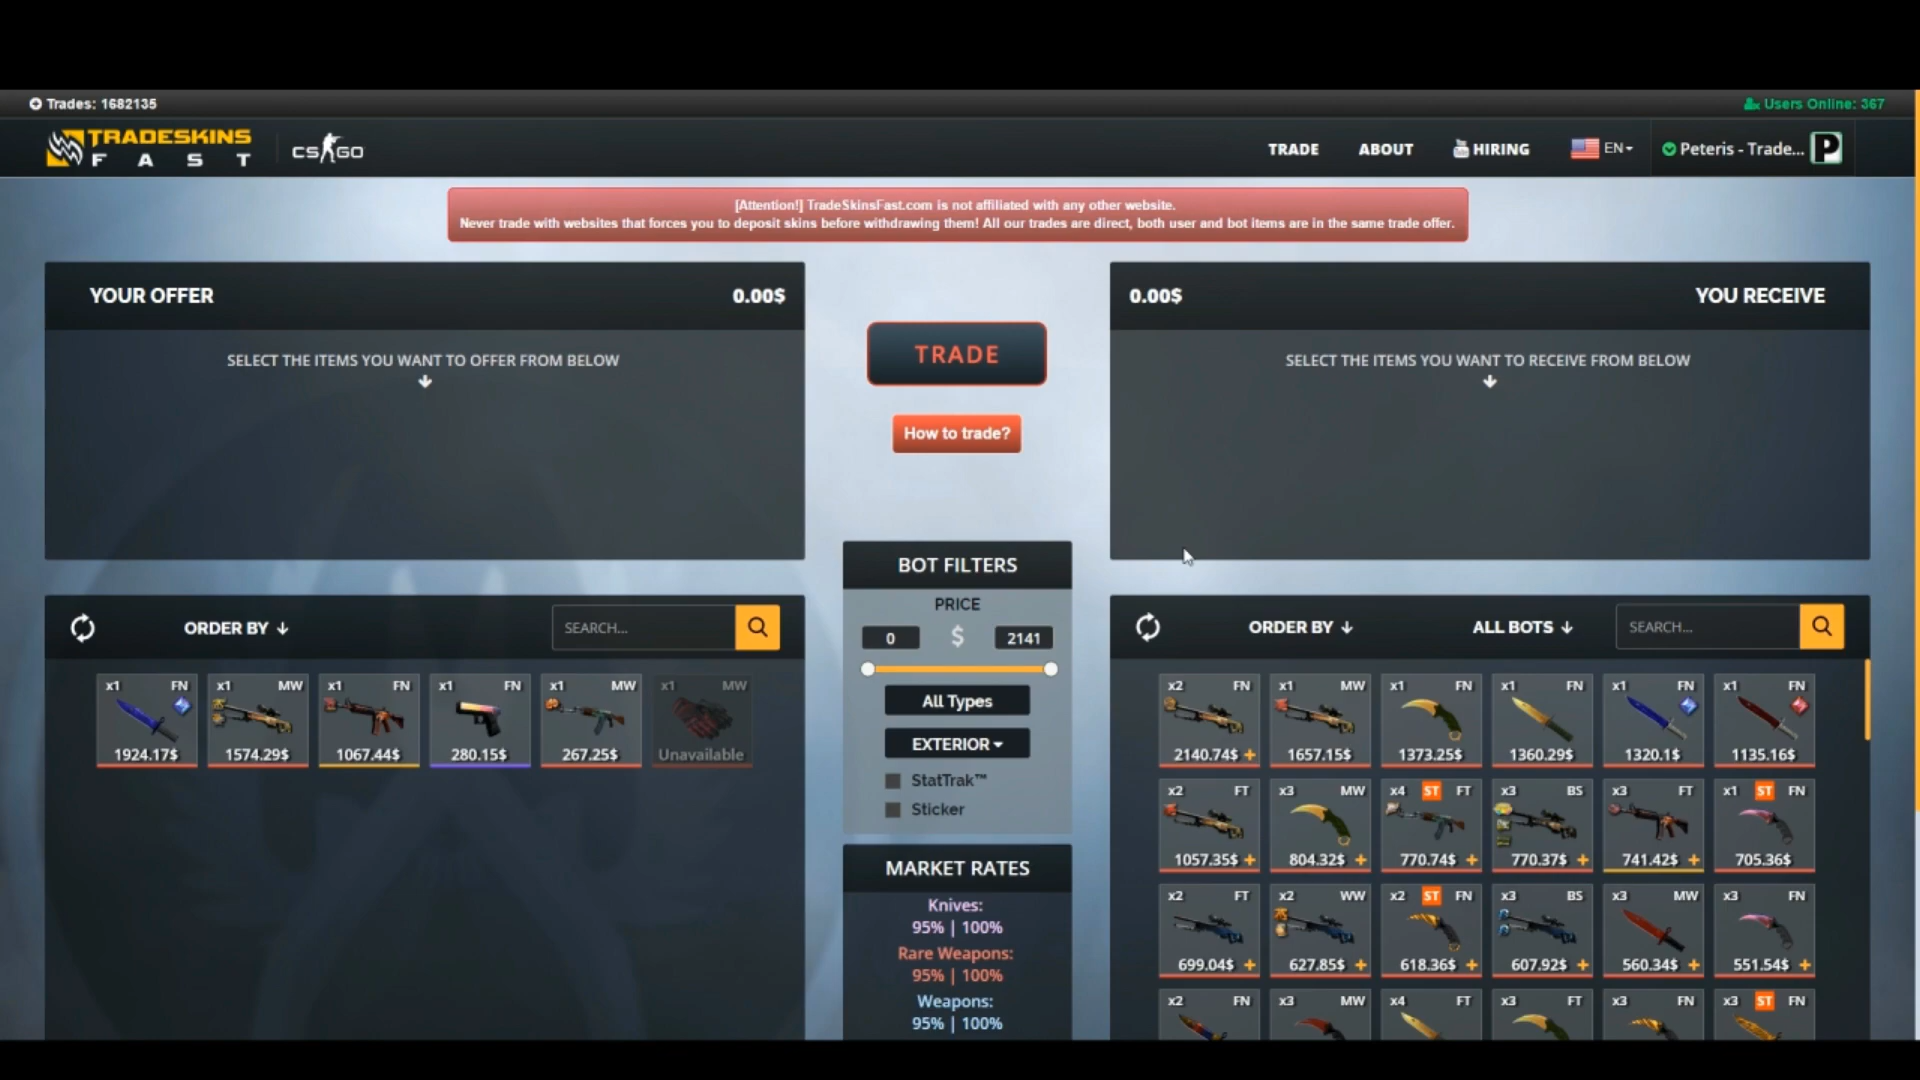 Trades: 1682135
Users Online: 367
TRADESKINS
FAST
CS GO
TRADE
ABOUT
HIRING
EN
Peteris - Trade...
P
[Attention!] TradeSkinsFast.com is not affiliated with any other website.
Never trade with websites that forces you to deposit skins before withdrawing them! All our trades are direct, both user and bot items are in the same trade offer.
YOUR OFFER
0.00$
SELECT THE ITEMS YOU WANT TO OFFER FROM BELOW
TRADE
How to trade?
0.00$
YOU RECEIVE
SELECT THE ITEMS YOU WANT TO RECEIVE FROM BELOW
ORDER BY
SEARCH...
x1 FN
1924.17$
x1 MW
1574.29$
x1 FN
1067.44$
x1 FN
280.15$
x1 MW
267.25$
x1 MW
Unavailable
BOT FILTERS
PRICE
0 $ 2141
All Types
EXTERIOR
StatTrak™
Sticker
MARKET RATES
Knives:
95% | 100%
Rare Weapons:
95% | 100%
Weapons:
95% | 100%
ORDER BY
ALL BOTS
SEARCH...
x2 FN
2140.74$ +
x1 MW
1657.15$
x1 FN
1373.25$
x1 FN
1360.29$
x1 FN
1320.1$
x1 FN
1135.16$
x2 FT
1057.35$ +
x3 MW
804.32$ +
x4 ST FT
770.74$ +
x3 BS
770.37$ +
x3 FT
741.42$ +
x1 ST FN
705.36$
x2 FT
699.04$ +
x2 WW
627.85$ +
x2 ST FN
618.36$ +
x3 BS
607.92$ +
x3 MW
560.34$ +
x3 FN
551.54$ +
x2 FN
x3 MW
x4 FT
x3 FT
x3 FN
x3 ST FN